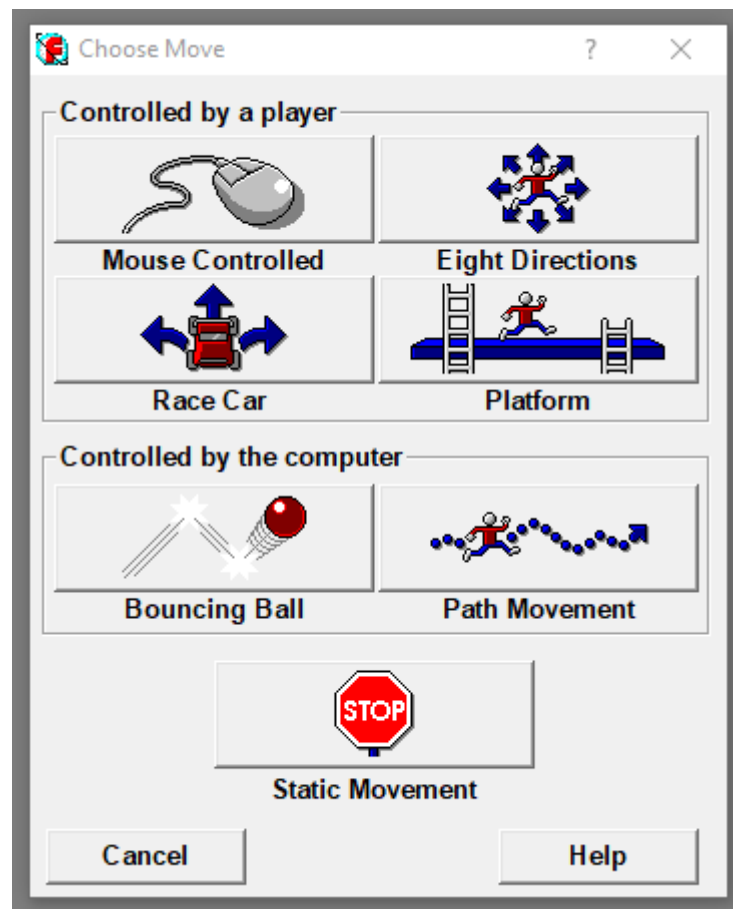 Choose Move
Controlled by a player
Mouse Controlled
Eight Directions
Race Car
Platform
Controlled by the computer
Bouncing Ball
Path Movement
STOP
Static Movement
Cancel
Help